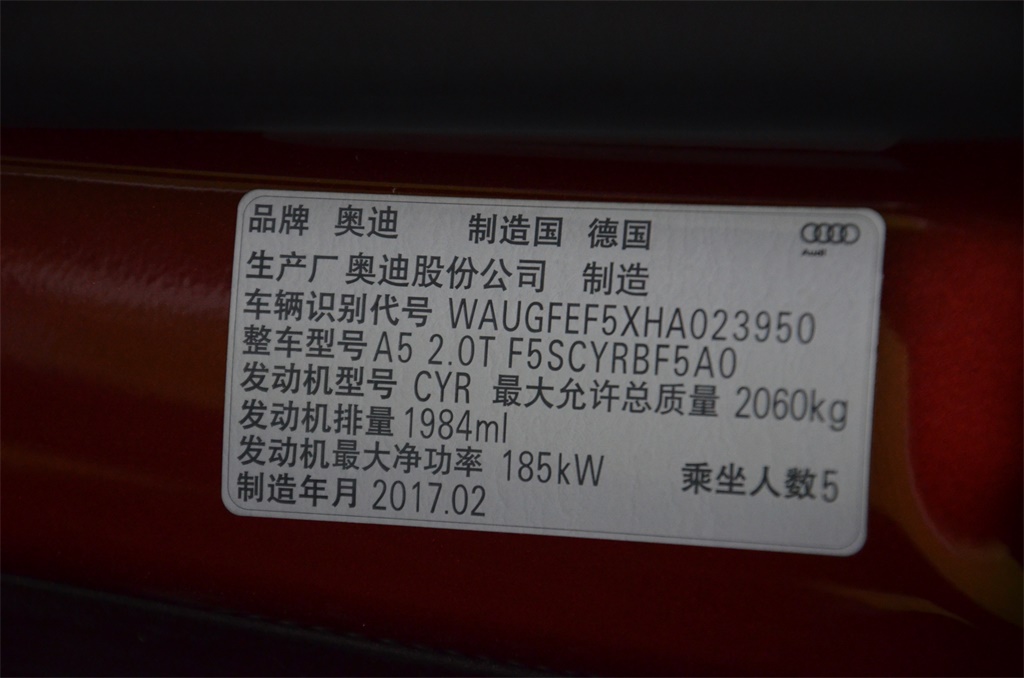 品牌 奥迪 制造国 德国
Audi
生产厂 奥迪股份公司 制造
车辆识别代号 WAUGFEF5XHA023950
整车型号 A5 2.0T F5SCYRBF5A0
发动机型号 CYR 最大允许总质量 2060kg
发动机排量 1984ml
发动机最大净功率 185kW 乘坐人数 5
制造年月 2017.02